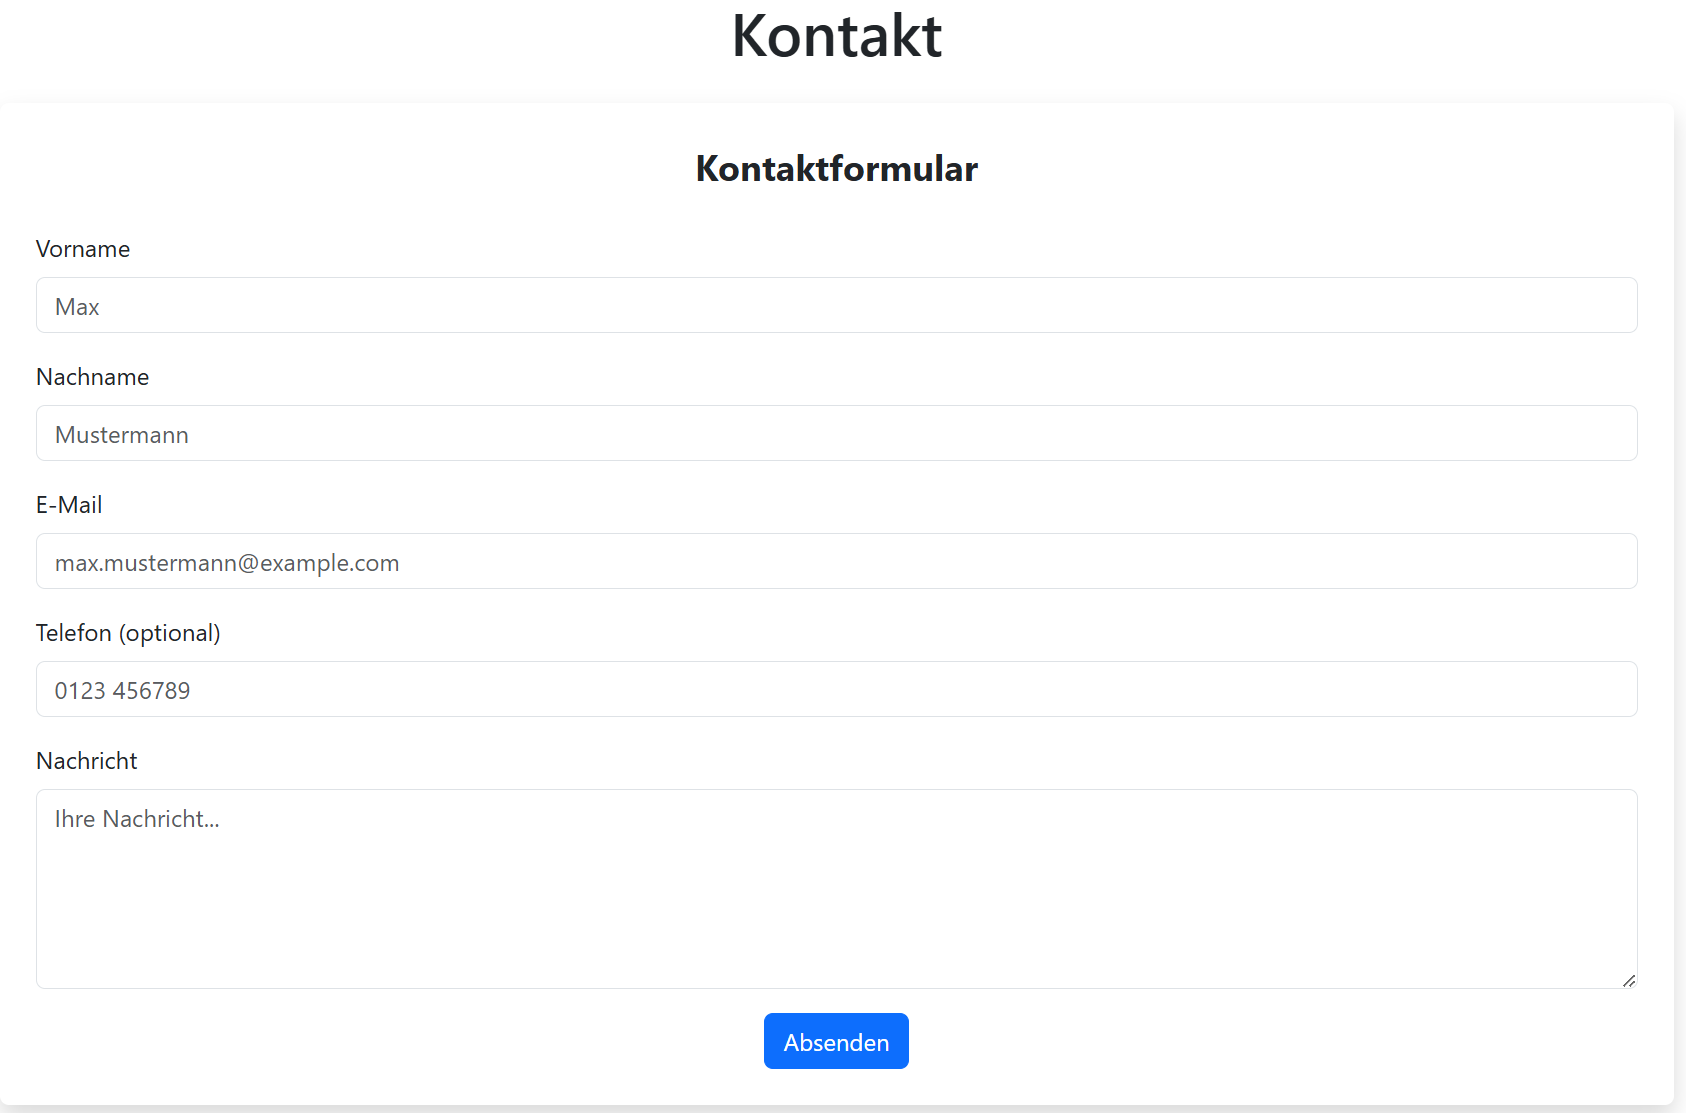 Kontakt
Kontaktformular
Vorname
Max
Nachname
Mustermann
E-Mail
max.mustermann@example.com
Telefon (optional)
0123 456789
Nachricht
Ihre Nachricht...
Absenden